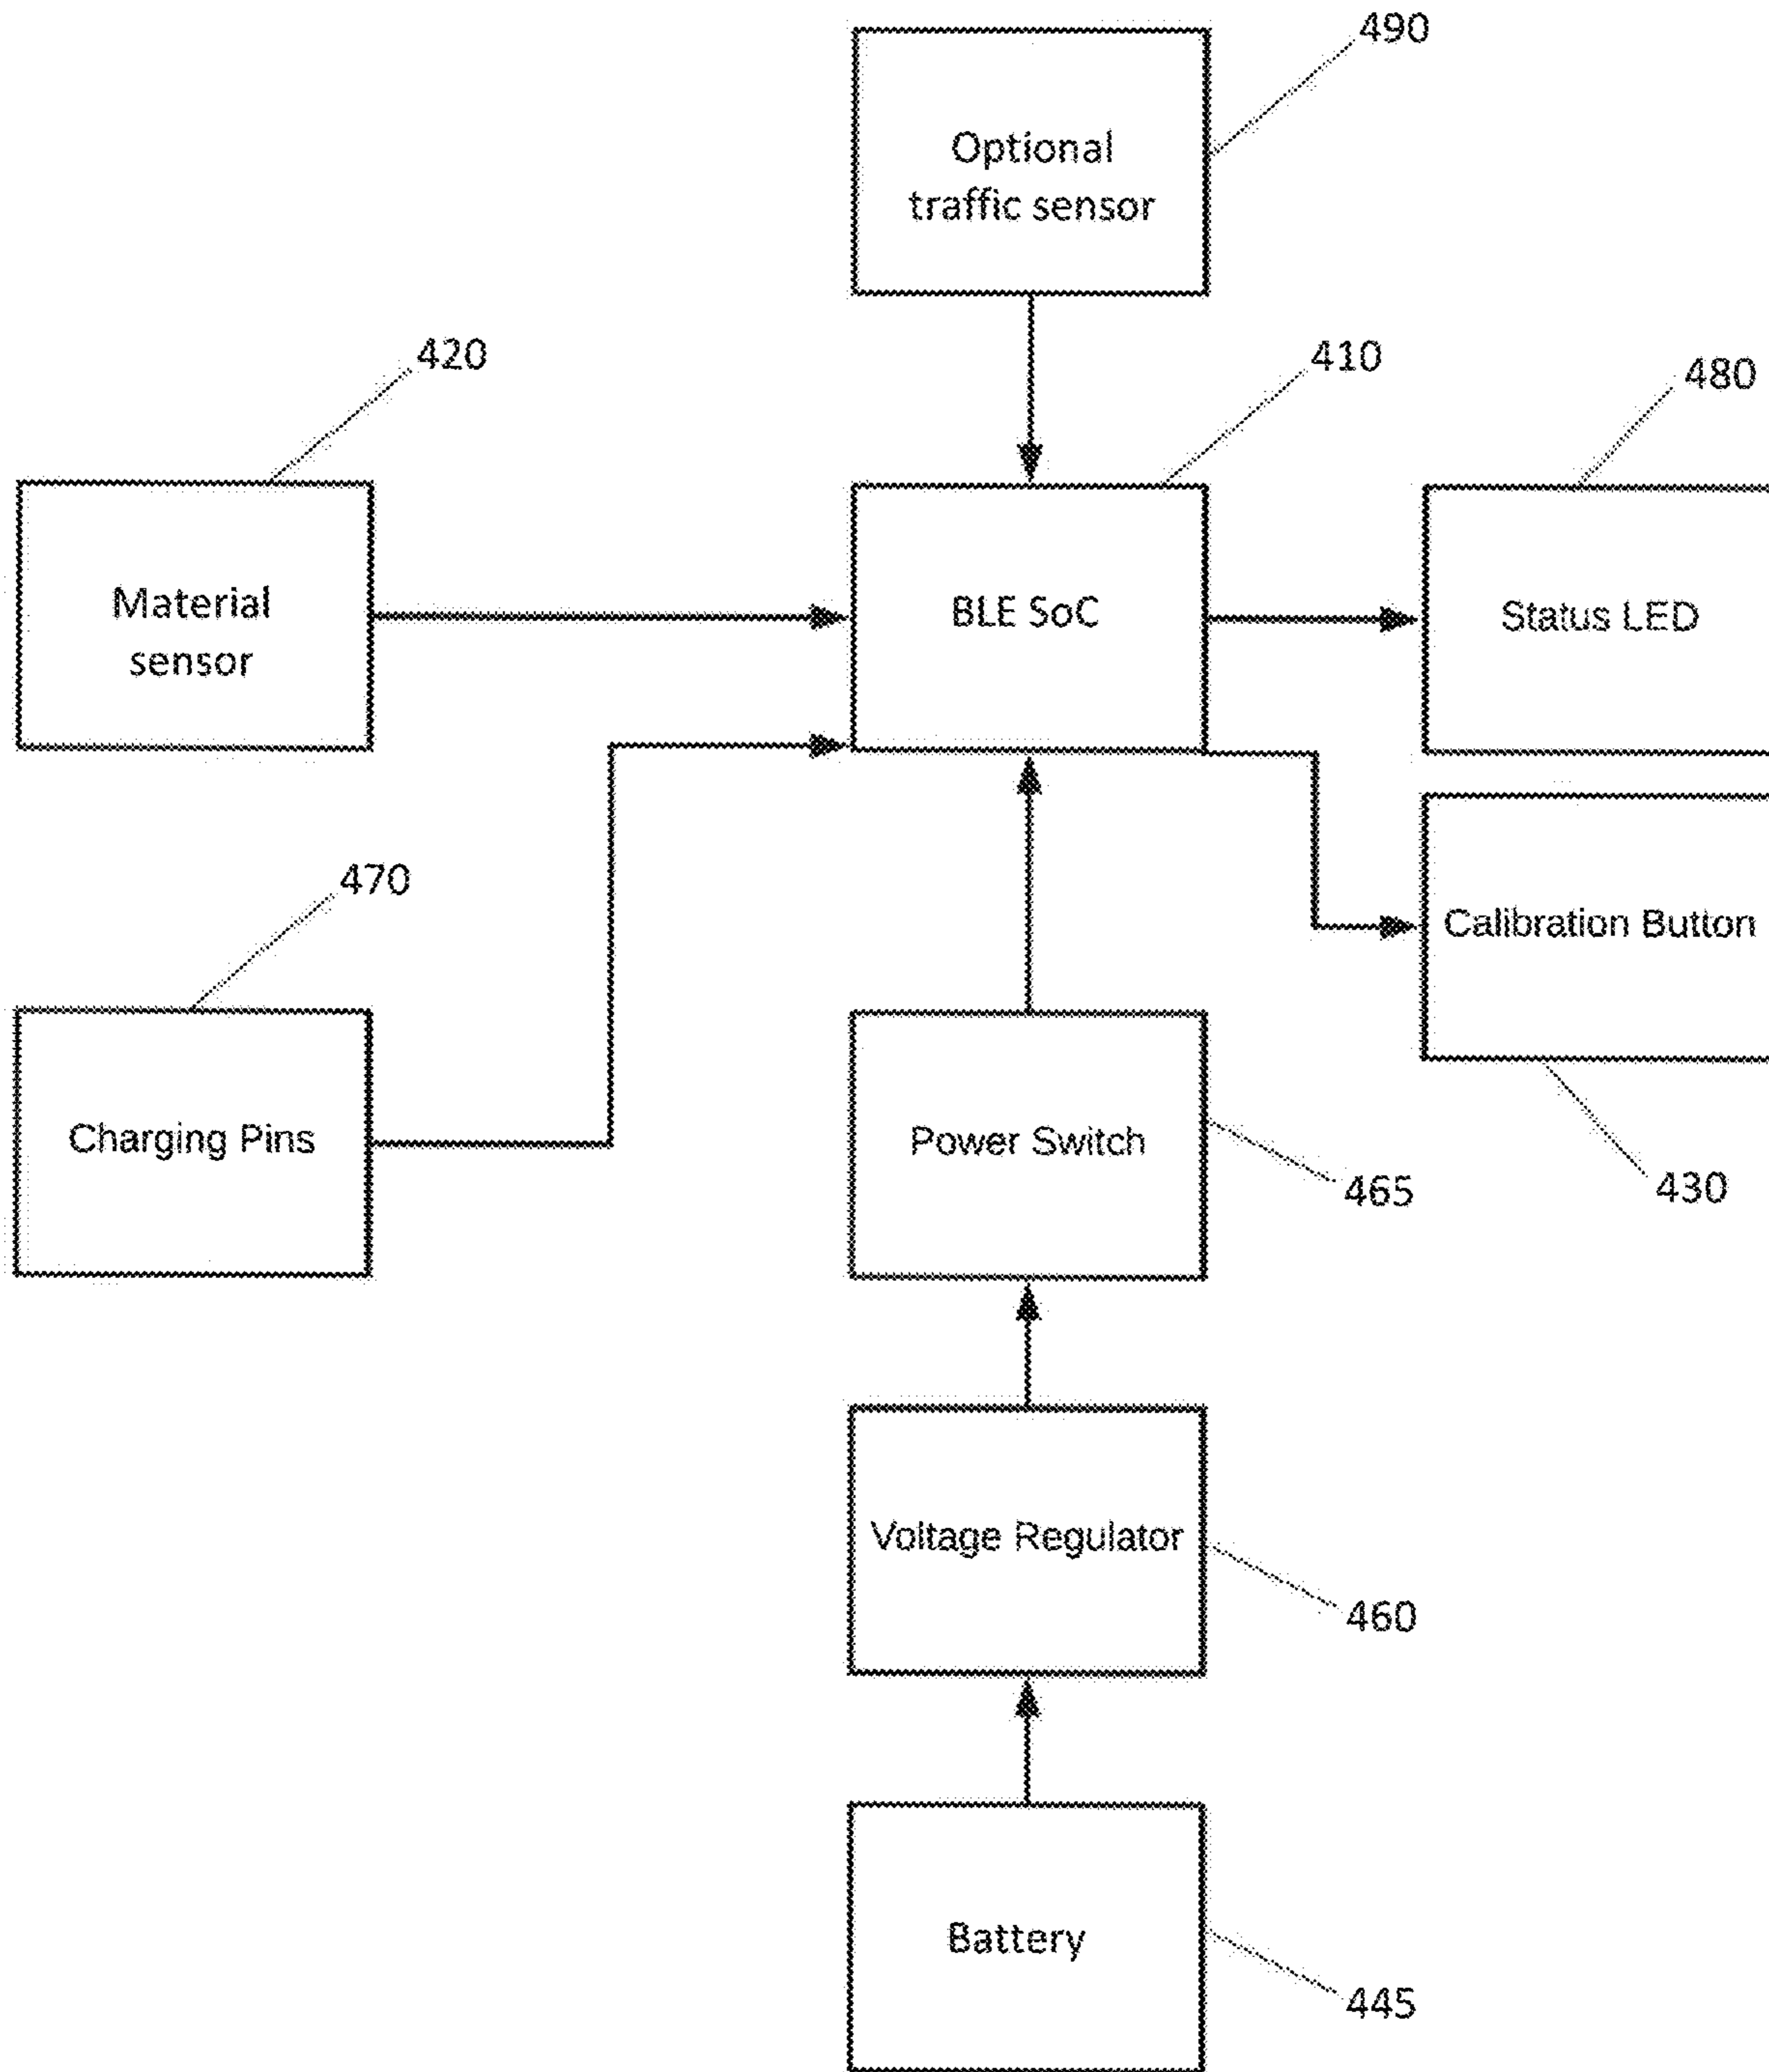 490
Optional
traffic sensor
420
410
480
Material
sensor
BLE SoC
Status LED
470
Calibration Button
Charging Pins
Power Switch
465
430
Voltage Regulator
460
Battery
445